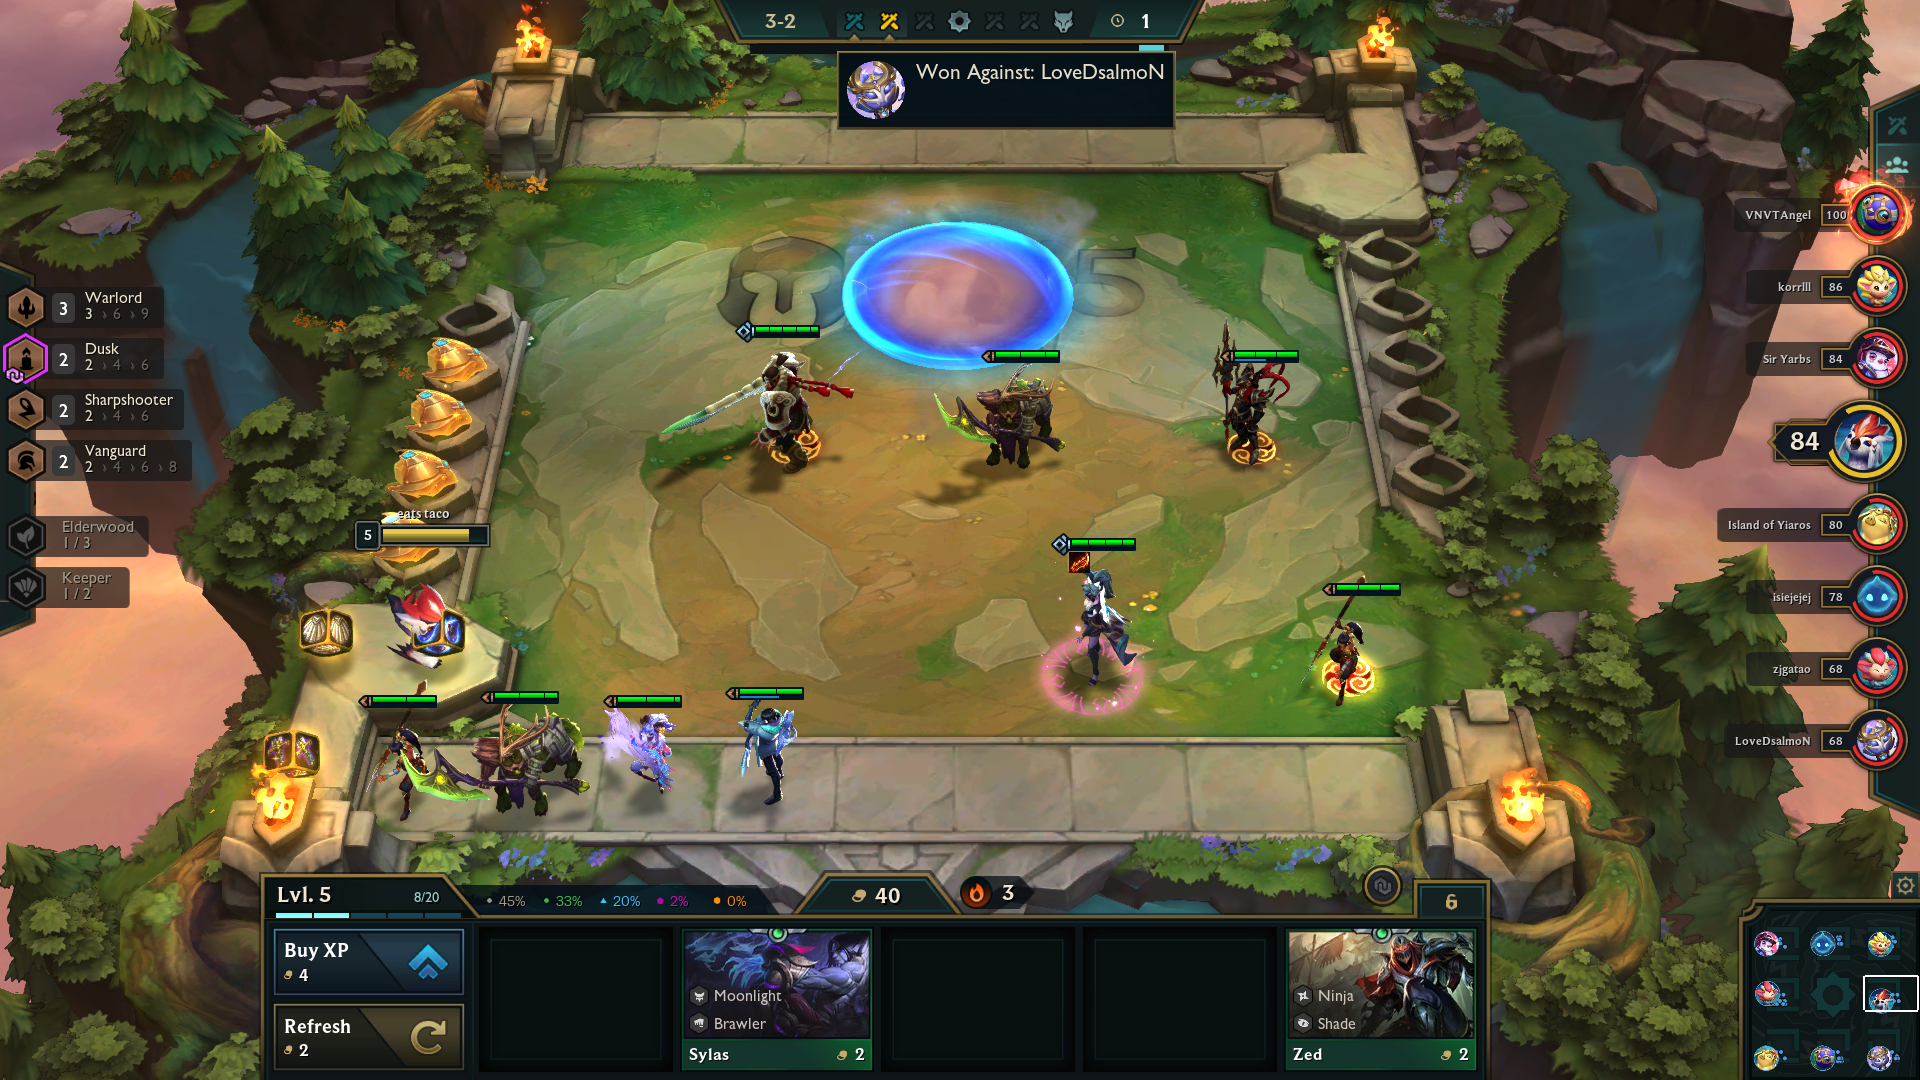 3-2
1
Won Against: LoveDsalmoN
3
Warlord
3 › 6 › 9
2
Dusk
2 › 4 › 6
2
Sharpshooter
2 › 4 › 6
2
Vanguard
2 › 4 › 6 › 8
Elderwood
1 / 3
Keeper
1 / 2
eats taco
5
VNVTAngel 100
korrlll 86
Sir Yarbs 84
84
Island of Yiaros 80
isiejejej 78
zjgatao 68
LoveDsalmoN 68
Lvl. 5
8/20
45% 33% 20% 2% 0%
40
3
6
Buy XP
4
Refresh
2
Moonlight
Brawler
Sylas 2
Ninja
Shade
Zed 2